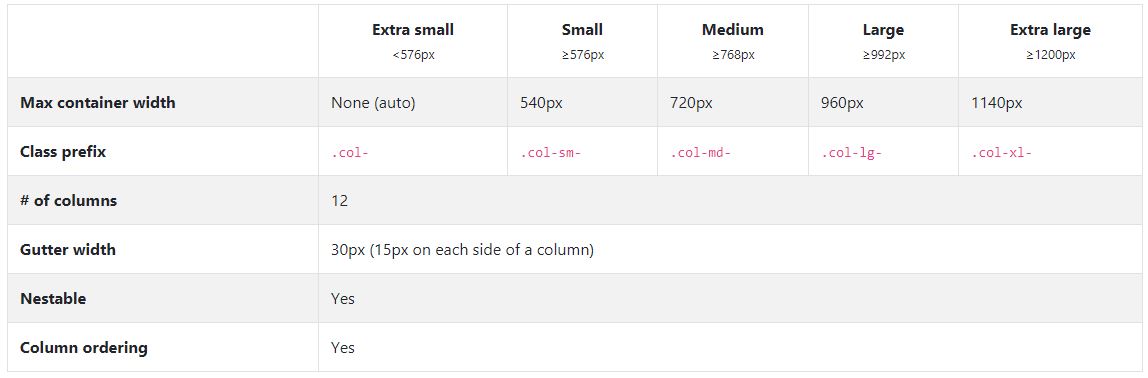 Extra small Small Medium Large Extra large
<576px ≥576px ≥768px ≥992px ≥1200px
Max container width None (auto) 540px 720px 960px 1140px
Class prefix .col- .col-sm- .col-md- .col-lg- .col-xl-
# of columns 12
Gutter width 30px (15px on each side of a column)
Nestable Yes
Column ordering Yes